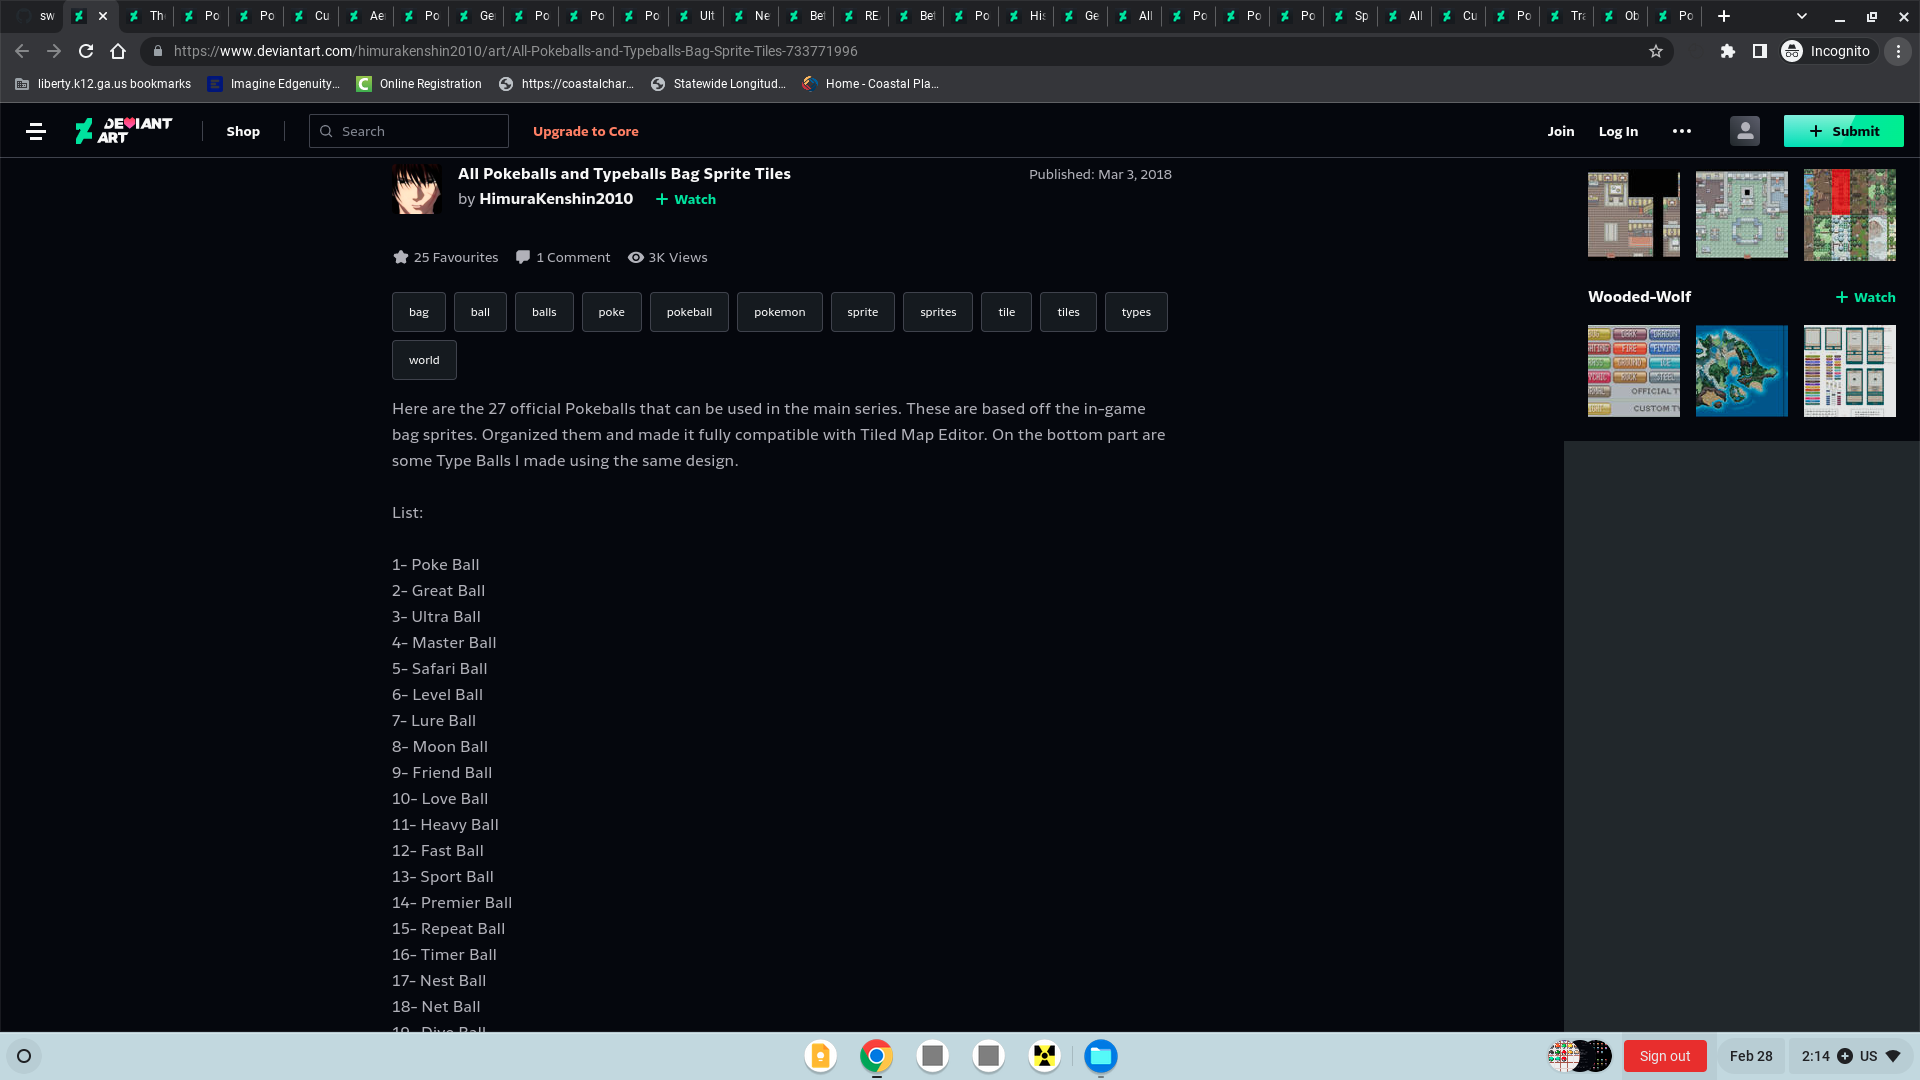 sw
Th
Po
Po
Cu
Ae
Po
Ge
Po
Po
Po
Ult
Ne
Bet
RE
Bet
Po
His
Ge
All
Po
Po
Po
Sp
All
Cu
Po
Tra
Ob
Po
https://www.deviantart.com/himurakenshin2010/art/All-Pokeballs-and-Typeballs-Bag-Sprite-Tiles-733771996
Incognito
liberty.k12.ga.us bookmarks
Imagine Edgenuity...
Online Registration
https://coastalchar...
Statewide Longitud...
Home - Coastal Pla...
DEVIANT ART
Shop
Search
Upgrade to Core
Join
Log In
Submit
All Pokeballs and Typeballs Bag Sprite Tiles
Published: Mar 3, 2018
by HimuraKenshin2010
Watch
25 Favourites
1 Comment
3K Views
bag
ball
balls
poke
pokeball
pokemon
sprite
sprites
tile
tiles
types
world
Here are the 27 official Pokeballs that can be used in the main series. These are based off the in-game
bag sprites. Organized them and made it fully compatible with Tiled Map Editor. On the bottom part are
some Type Balls I made using the same design.
List:
1- Poke Ball
2- Great Ball
3- Ultra Ball
4- Master Ball
5- Safari Ball
6- Level Ball
7- Lure Ball
8- Moon Ball
9- Friend Ball
10- Love Ball
11- Heavy Ball
12- Fast Ball
13- Sport Ball
14- Premier Ball
15- Repeat Ball
16- Timer Ball
17- Nest Ball
18- Net Ball
19- Dive Ball
Wooded-Wolf
Watch
DARK
FIRE
GROUND
ROCK
OFFICIAL T
CUSTOM T
Sign out
Feb 28
2:14
US